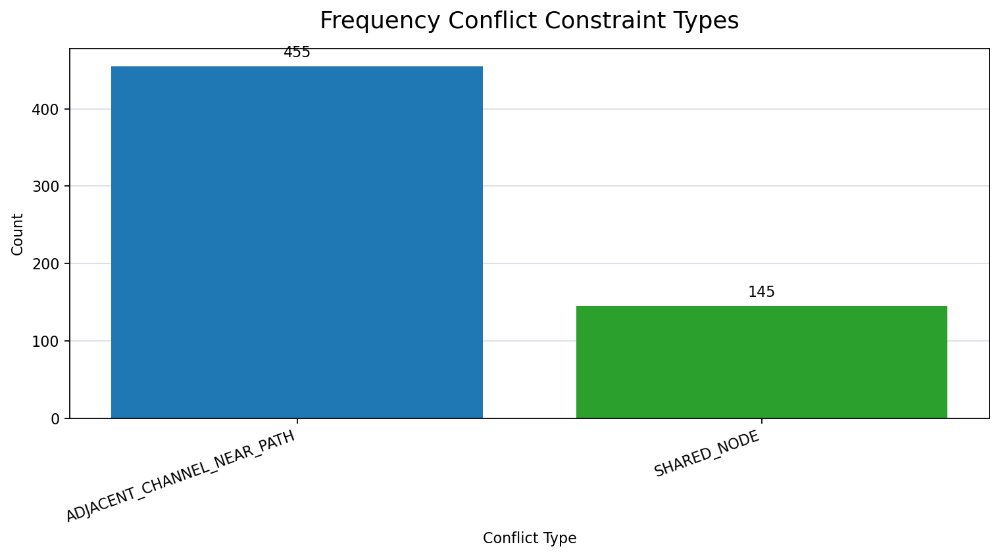 Frequency Conflict Constraint Types
455
400
300
200
100
0
145
Count
ADJACENT_CHANNEL_NEAR_PATH
SHARED_NODE
Conflict Type